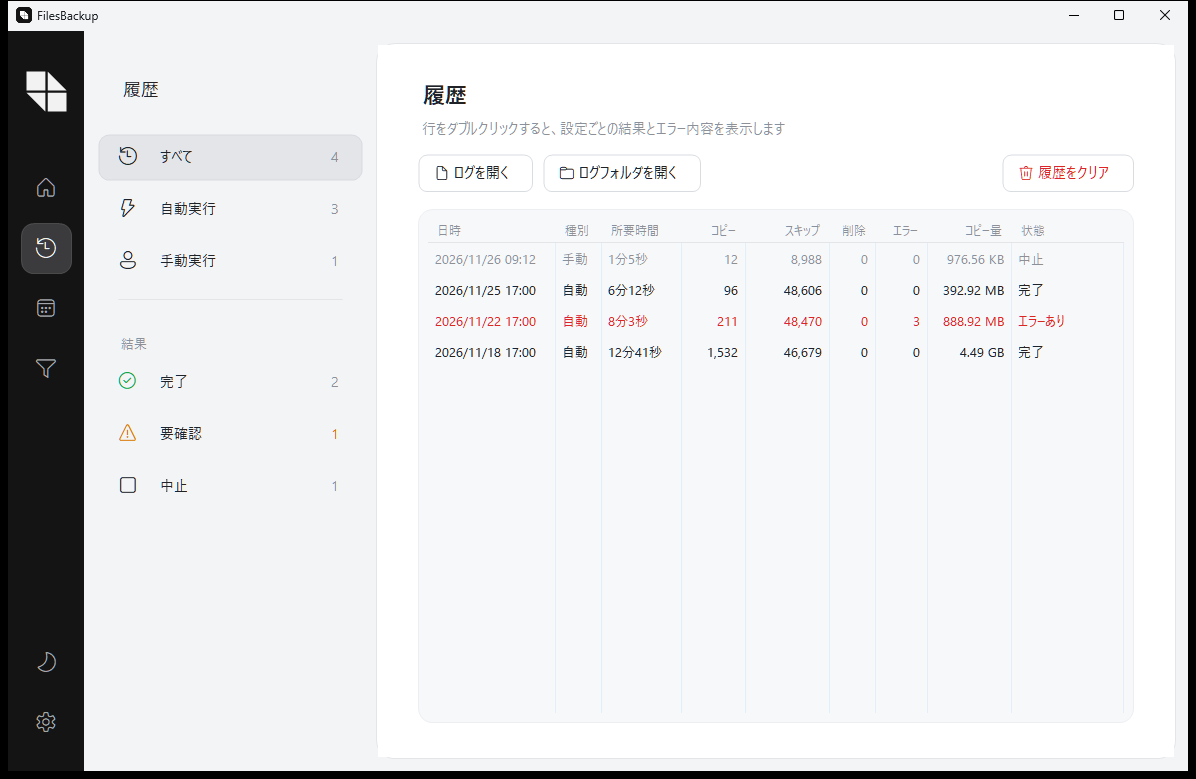 FilesBackup
履歴
すべて 4
自動実行 3
手動実行 1
結果
完了 2
要確認 1
中止 1
履歴
行をダブルクリックすると、設定ごとの結果とエラー内容を表示します
ログを開く ログフォルダを開く 履歴をクリア
日時 種別 所要時間 コピー スキップ 削除 エラー コピー量 状態
2026/11/26 09:12 手動 1分5秒 12 8,988 0 0 976.56 KB 中止
2026/11/25 17:00 自動 6分12秒 96 48,606 0 0 392.92 MB 完了
2026/11/22 17:00 自動 8分3秒 211 48,470 0 3 888.92 MB エラーあり
2026/11/18 17:00 自動 12分41秒 1,532 46,679 0 0 4.49 GB 完了